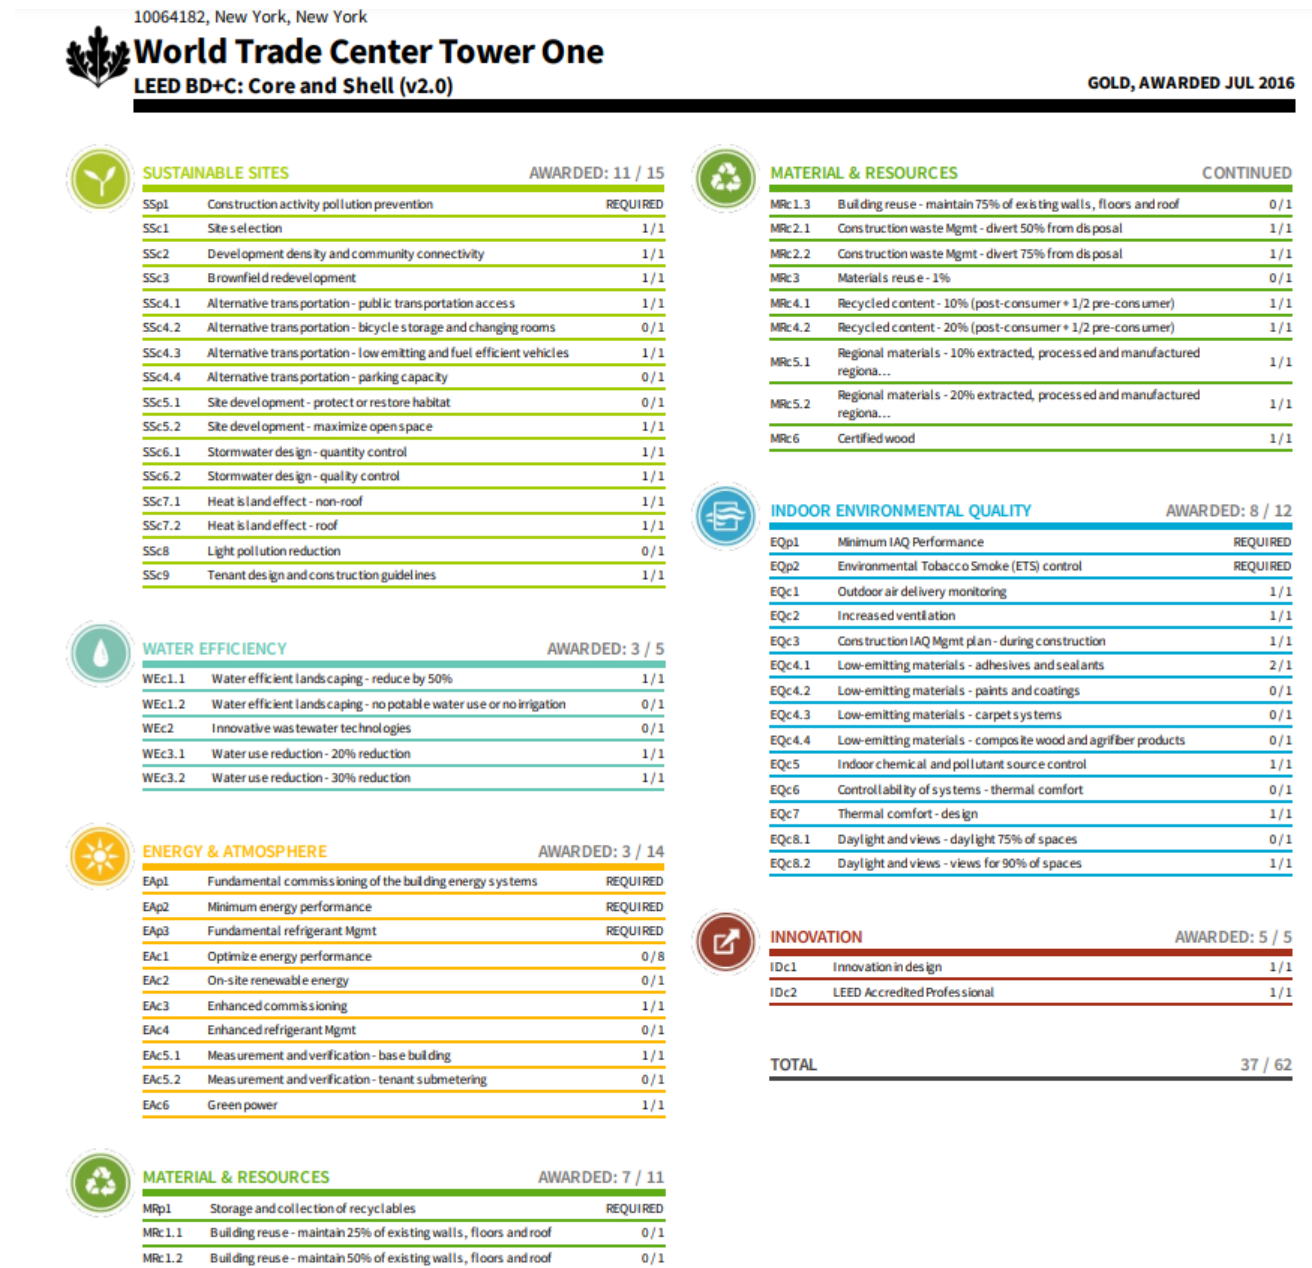 10064182, New York, New York
World Trade Center Tower One
LEED BD+C: Core and Shell (v2.0)
GOLD, AWARDED JUL 2016
SUSTAINABLE SITES AWARDED: 11 / 15
SSp1 Construction activity pollution prevention REQUIRED
SSc1 Site selection 1 / 1
SSc2 Development density and community connectivity 1 / 1
SSc3 Brownfield redevelopment 1 / 1
SSc4.1 Alternative transportation - public transportation access 1 / 1
SSc4.2 Alternative transportation - bicycle storage and changing rooms 0 / 1
SSc4.3 Alternative transportation - low emitting and fuel efficient vehicles 1 / 1
SSc4.4 Alternative transportation - parking capacity 0 / 1
SSc5.1 Site development - protect or restore habitat 0 / 1
SSc5.2 Site development - maximize open space 1 / 1
SSc6.1 Stormwater design - quantity control 1 / 1
SSc6.2 Stormwater design - quality control 1 / 1
SSc7.1 Heat island effect - non-roof 1 / 1
SSc7.2 Heat island effect - roof 1 / 1
SSc8 Light pollution reduction 0 / 1
SSc9 Tenant design and construction guidelines 1 / 1
WATER EFFICIENCY AWARDED: 3 / 5
WEc1.1 Water efficient landscaping - reduce by 50% 1 / 1
WEc1.2 Water efficient landscaping - no potable water use or no irrigation 0 / 1
WEc2 Innovative wastewater technologies 0 / 1
WEc3.1 Water use reduction - 20% reduction 1 / 1
WEc3.2 Water use reduction - 30% reduction 1 / 1
ENERGY & ATMOSPHERE AWARDED: 3 / 14
EAp1 Fundamental commissioning of the building energy systems REQUIRED
EAp2 Minimum energy performance REQUIRED
EAp3 Fundamental refrigerant Mgmt REQUIRED
EAc1 Optimize energy performance 0 / 8
EAc2 On-site renewable energy 0 / 1
EAc3 Enhanced commissioning 1 / 1
EAc4 Enhanced refrigerant Mgmt 0 / 1
EAc5.1 Measurement and verification - base building 1 / 1
EAc5.2 Measurement and verification - tenant submetering 0 / 1
EAc6 Green power 1 / 1
MATERIAL & RESOURCES AWARDED: 7 / 11
MRp1 Storage and collection of recyclables REQUIRED
MRc1.1 Building reuse - maintain 25% of existing walls, floors and roof 0 / 1
MRc1.2 Building reuse - maintain 50% of existing walls, floors and roof 0 / 1
MATERIAL & RESOURCES CONTINUED
MRc1.3 Building reuse - maintain 75% of existing walls, floors and roof 0 / 1
MRc2.1 Construction waste Mgmt - divert 50% from disposal 1 / 1
MRc2.2 Construction waste Mgmt - divert 75% from disposal 1 / 1
MRc3 Materials reuse - 1% 0 / 1
MRc4.1 Recycled content - 10% (post-consumer + 1/2 pre-consumer) 1 / 1
MRc4.2 Recycled content - 20% (post-consumer + 1/2 pre-consumer) 1 / 1
MRc5.1 Regional materials - 10% extracted, processed and manufactured 1 / 1
regiona...
MRc5.2 Regional materials - 20% extracted, processed and manufactured 1 / 1
regiona...
MRc6 Certified wood 1 / 1
INDOOR ENVIRONMENTAL QUALITY AWARDED: 8 / 12
EQp1 Minimum IAQ Performance REQUIRED
EQp2 Environmental Tobacco Smoke (ETS) control REQUIRED
EQc1 Outdoor air delivery monitoring 1 / 1
EQc2 Increased ventilation 1 / 1
EQc3 Construction IAQ Mgmt plan - during construction 1 / 1
EQc4.1 Low-emitting materials - adhesives and sealants 2 / 1
EQc4.2 Low-emitting materials - paints and coatings 0 / 1
EQc4.3 Low-emitting materials - carpet systems 0 / 1
EQc4.4 Low-emitting materials - composite wood and agrifiber products 0 / 1
EQc5 Indoor chemical and pollutant source control 1 / 1
EQc6 Controllability of systems - thermal comfort 0 / 1
EQc7 Thermal comfort - design 1 / 1
EQc8.1 Daylight and views - daylight 75% of spaces 0 / 1
EQc8.2 Daylight and views - views for 90% of spaces 1 / 1
INNOVATION AWARDED: 5 / 5
IDc1 Innovation in design 1 / 1
IDc2 LEED Accredited Professional 1 / 1
TOTAL 37 / 62